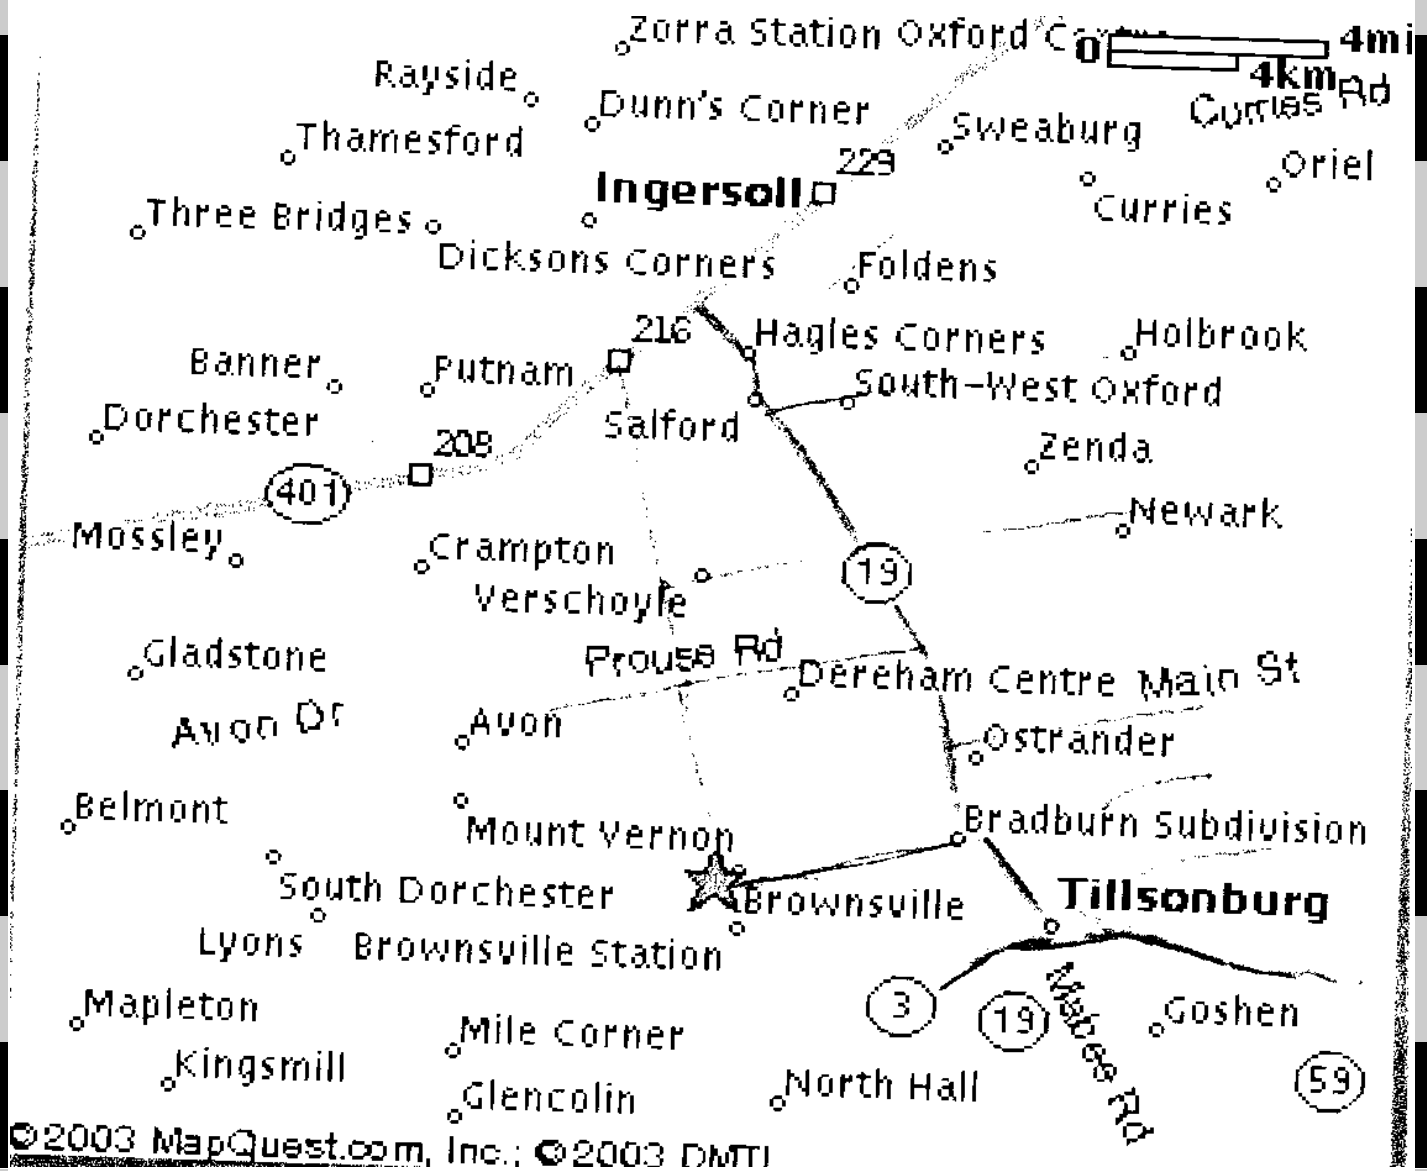 Zorra Station Oxford
0 4mi
4km
Rayside
Dunn's Corner
Curries Rd
Thamesford
Sweaburg
229
Oriel
Ingersoll
Three Bridges
Curries
Dicksons Corners
Foldens
216
Hagles Corners
Holbrook
Banner
Putnam
South-West Oxford
Dorchester
Salford
208
Zenda
401
Mossley
Newark
Crampton
19
Verschoyle
Gladstone
Prouse Rd
Dereham Centre
Main St
Avon Dr
Avon
Ostrander
Belmont
Mount Vernon
Bradburn Subdivision
South Dorchester
Brownsville
Tillsonburg
Lyons
Brownsville Station
Mapleton
3
19
Mabee Rd
Goshen
Mile Corner
Kingsmill
59
Glencolin
North Hall
©2003 MapQuest.com, Inc.; ©2003 DMTI